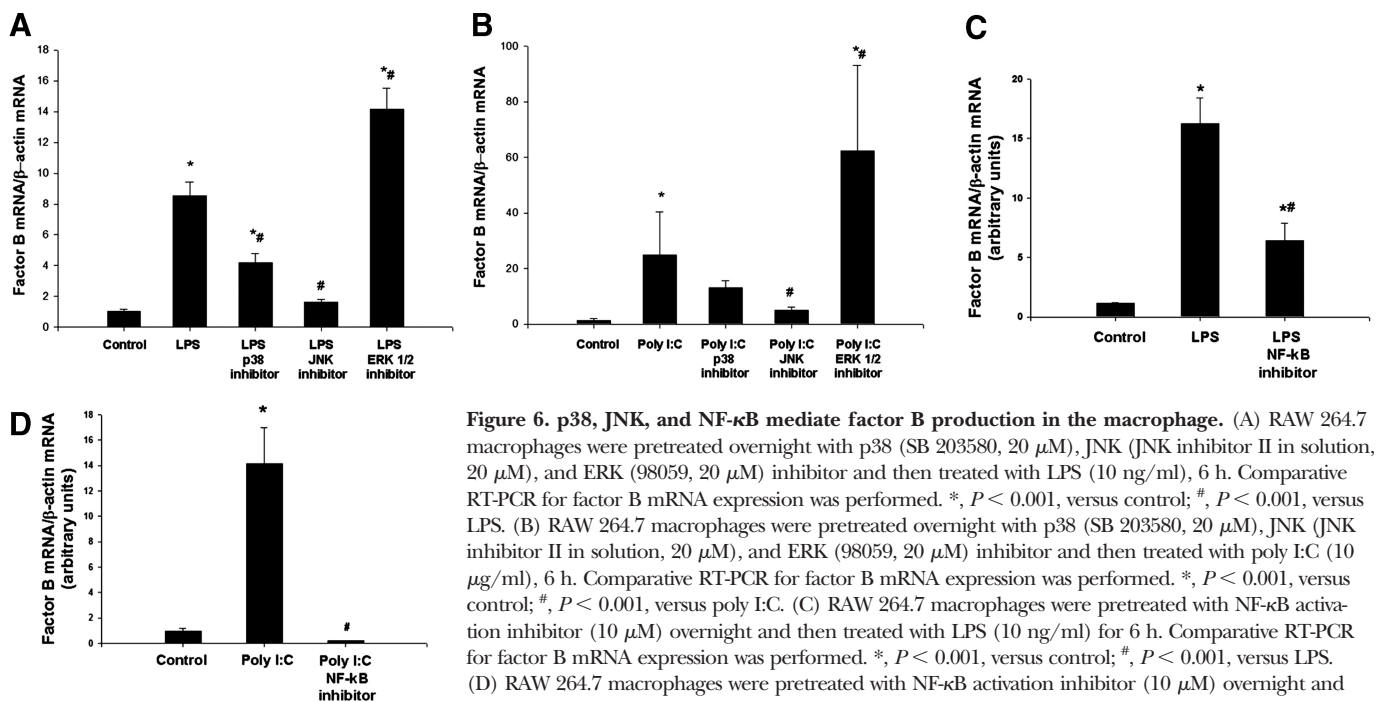 A
Factor B mRNA/β–actin mRNA
18
16
14
12
10
8
6
4
2
0
*
*#
#
*#
Control
LPS
LPS
p38
inhibitor
LPS
JNK
inhibitor
LPS
ERK 1/2
inhibitor
B
Factor B mRNA/β–actin mRNA
100
80
60
40
20
0
*
#
*#
Control
Poly I:C
Poly I:C
p38
inhibitor
Poly I:C
JNK
inhibitor
Poly I:C
ERK 1/2
inhibitor
C
Factor B mRNA/β-actin mRNA
(arbitrary units)
20
15
10
5
0
*
*#
Control
LPS
LPS
NF-kB
inhibitor
D
Factor B mRNA/β-actin mRNA
(arbitrary units)
18
16
14
12
10
8
6
4
2
0
*
#
Control
Poly I:C
Poly I:C
NF-kB
inhibitor
Figure 6. p38, JNK, and NF-κB mediate factor B production in the macrophage. (A) RAW 264.7
macrophages were pretreated overnight with p38 (SB 203580, 20 μM), JNK (JNK inhibitor II in solution,
20 μM), and ERK (98059, 20 μM) inhibitor and then treated with LPS (10 ng/ml), 6 h. Comparative
RT-PCR for factor B mRNA expression was performed. *, P < 0.001, versus control; #, P < 0.001, versus
LPS. (B) RAW 264.7 macrophages were pretreated overnight with p38 (SB 203580, 20 μM), JNK (JNK
inhibitor II in solution, 20 μM), and ERK (98059, 20 μM) inhibitor and then treated with poly I:C (10
μg/ml), 6 h. Comparative RT-PCR for factor B mRNA expression was performed. *, P < 0.001, versus
control; #, P < 0.001, versus poly I:C. (C) RAW 264.7 macrophages were pretreated with NF-κB activa-
tion inhibitor (10 μM) overnight and then treated with LPS (10 ng/ml) for 6 h. Comparative RT-PCR
for factor B mRNA expression was performed. *, P < 0.001, versus control; #, P < 0.001, versus LPS.
(D) RAW 264.7 macrophages were pretreated with NF-κB activation inhibitor (10 μM) overnight and